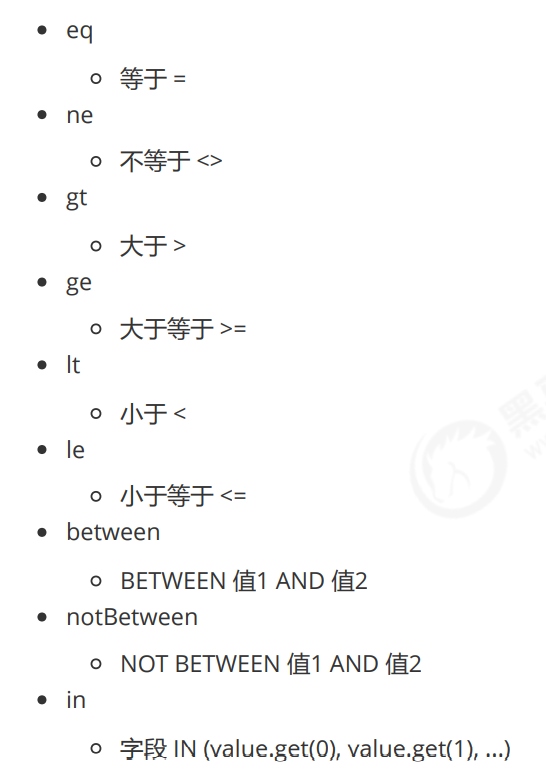 eq
等于 =
ne
不等于 <>
gt
大于 >
ge
大于等于 >=
lt
小于 <
le
小于等于 <=
between
BETWEEN 值1 AND 值2
notBetween
NOT BETWEEN 值1 AND 值2
in
字段 IN (value.get(0), value.get(1), ...)
黑